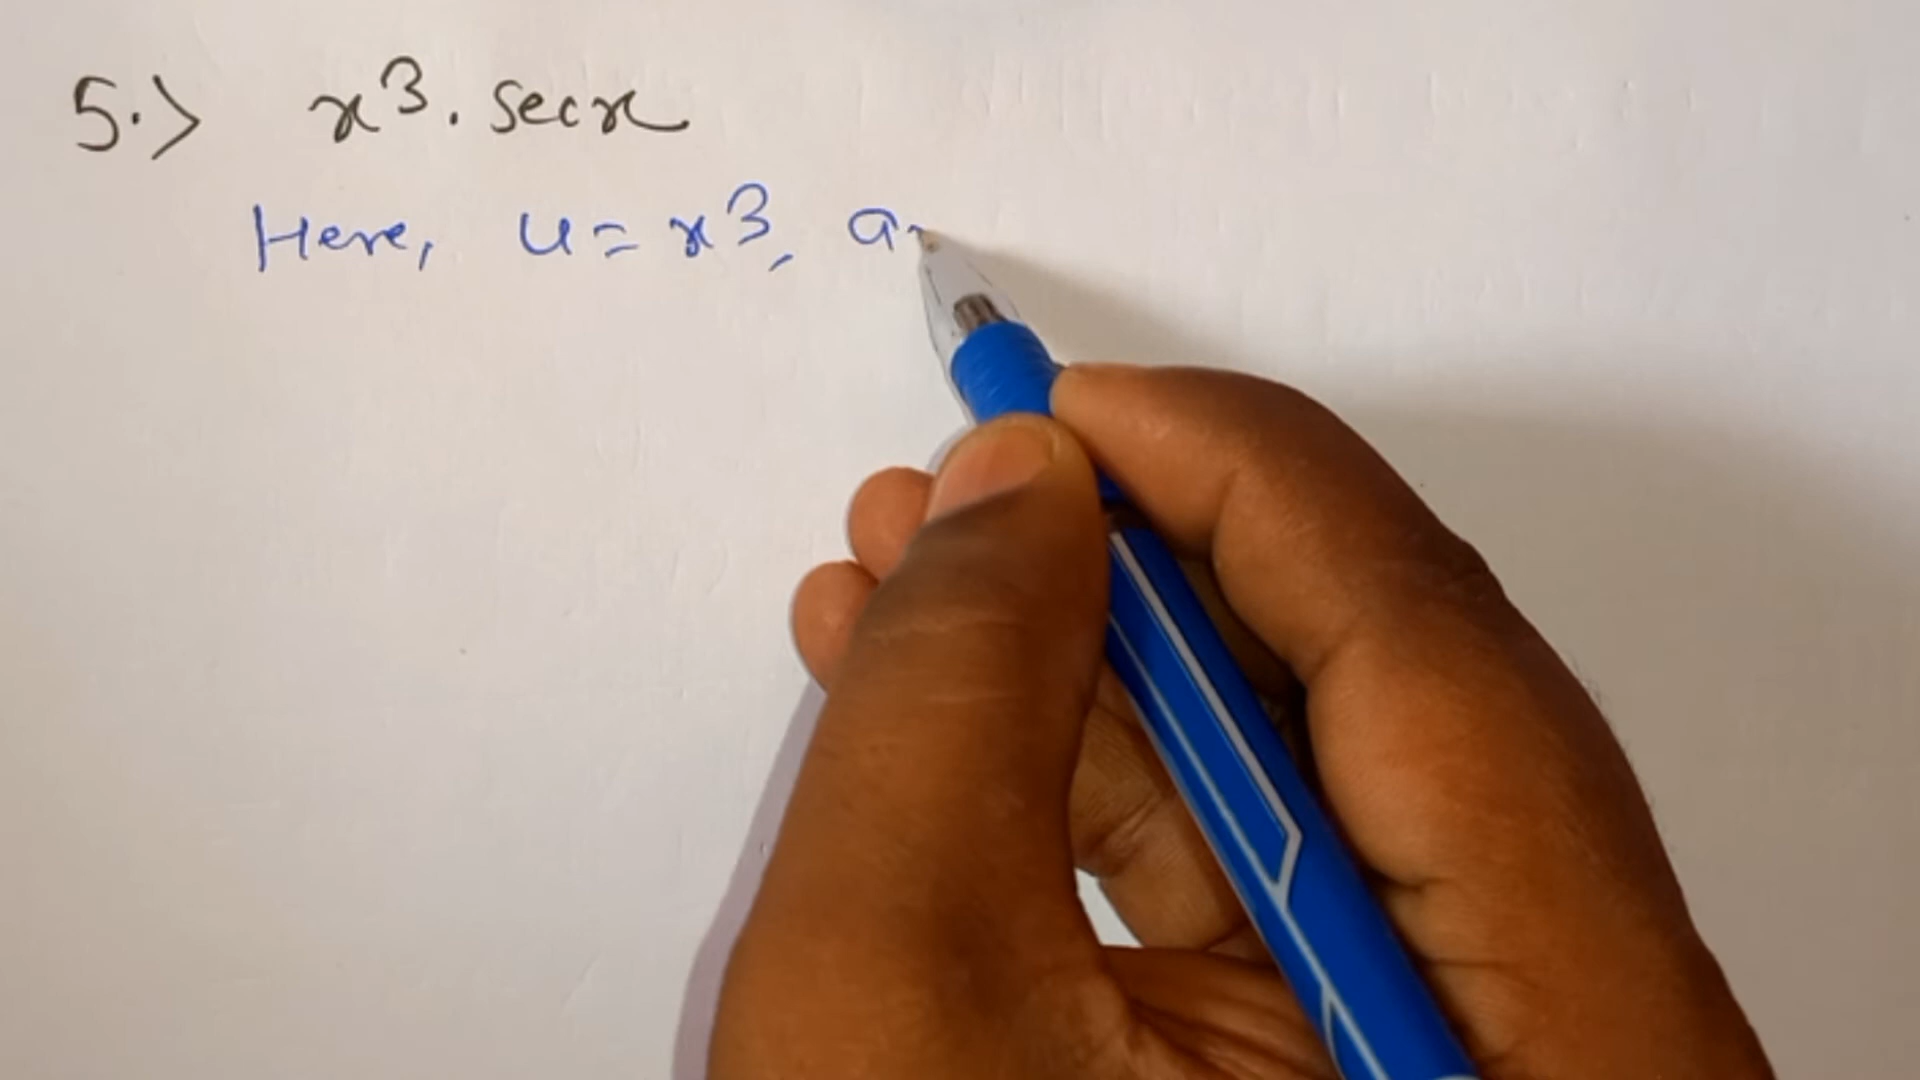 5.> x³. secx
Here, u = x³,